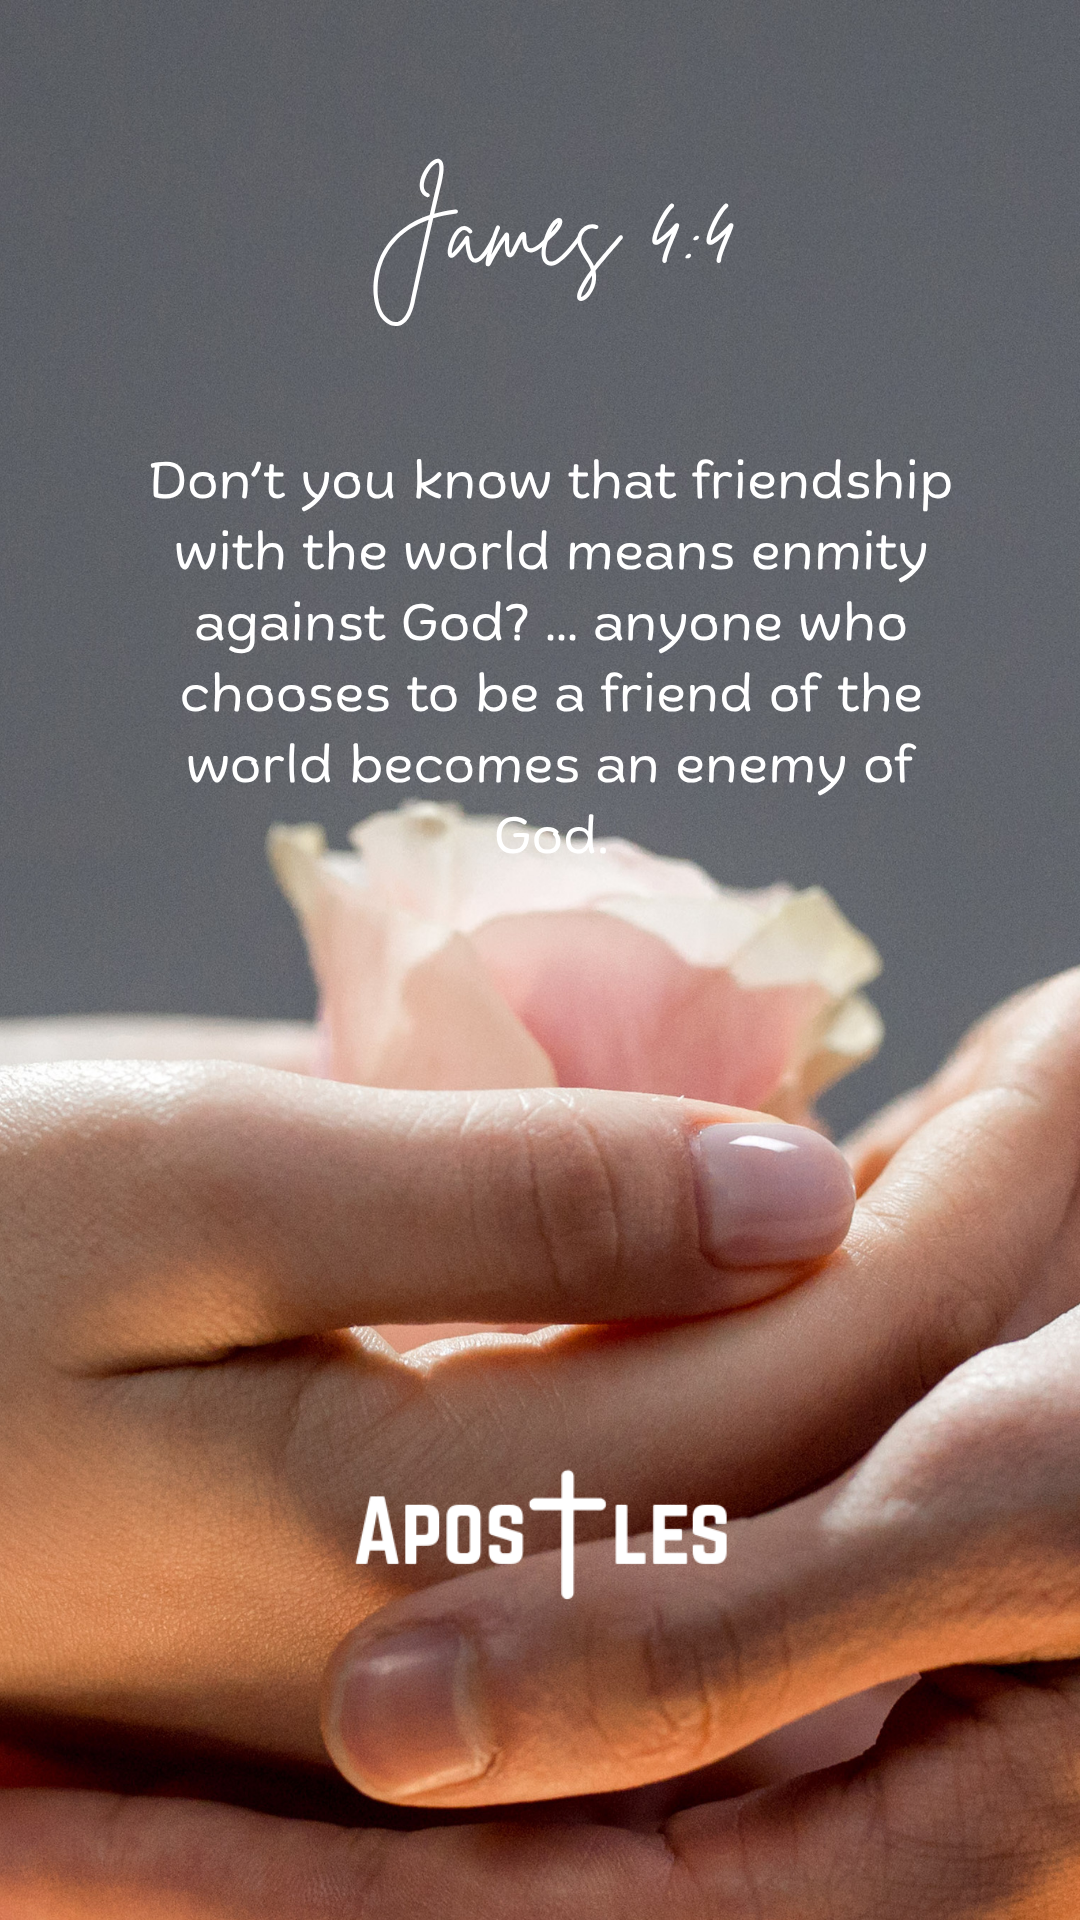 James 4:4
Don't you know that friendship
with the world means enmity
against God? ... anyone who
chooses to be a friend of the
world becomes an enemy of
God.
APOSTLES